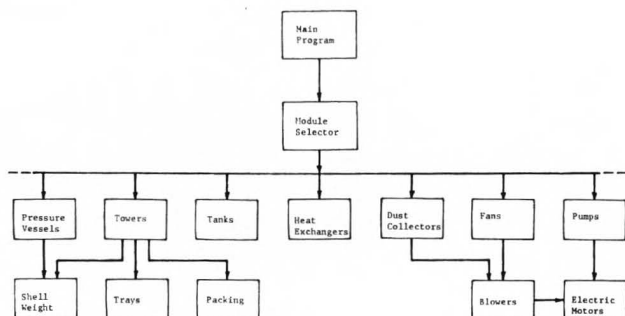 Main
Program
Module
Selector
Pressure
Vessels
Towers
Tanks
Heat
Exchangers
Dust
Collectors
Fans
Pumps
Shell
Weight
Trays
Packing
Blowers
Electric
Motors